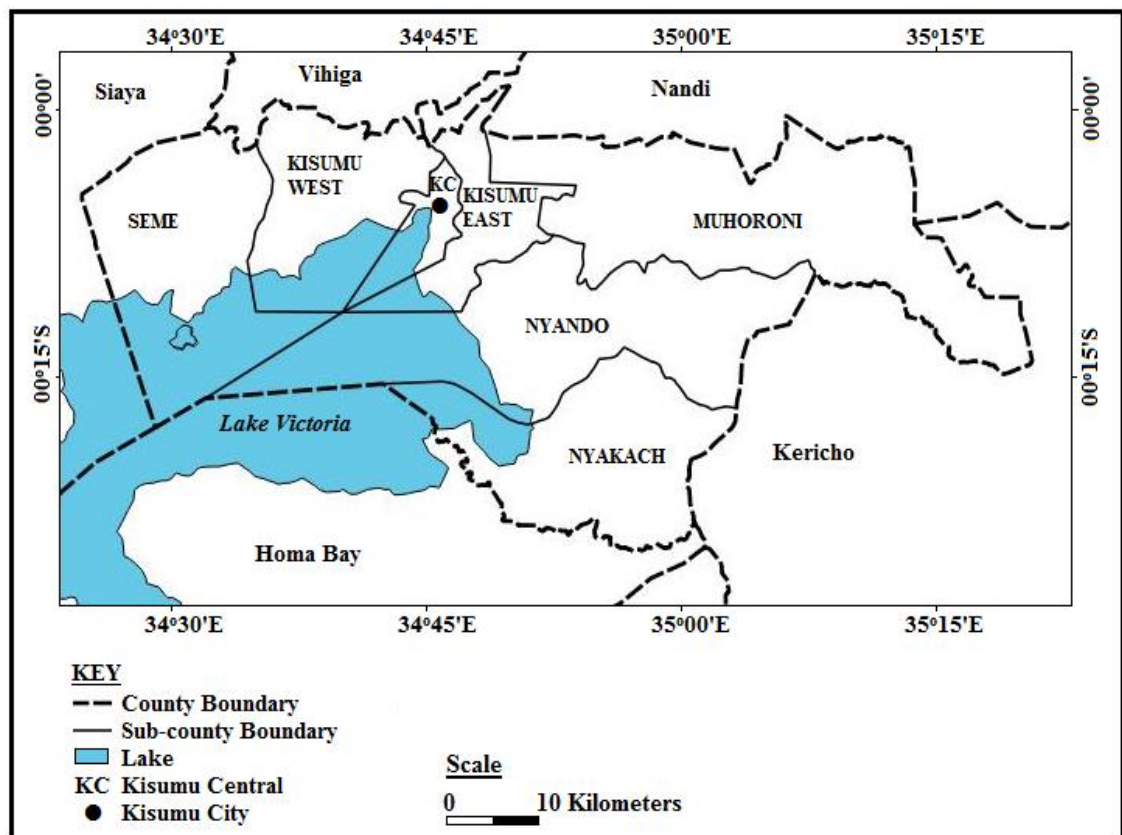 34°30'E 34°45'E 35°00'E 35°15'E
Siaya
Vihiga
Nandi
00°00'
00°00'
KISUMU
WEST
KC
KISUMU
EAST
SEME
MUHORONI
NYANDO
00°15'S
00°15'S
Lake Victoria
NYAKACH
Kericho
Homa Bay
34°30'E 34°45'E 35°00'E 35°15'E
KEY
County Boundary
Sub-county Boundary
Lake
KC Kisumu Central
Kisumu City
Scale
0 10 Kilometers